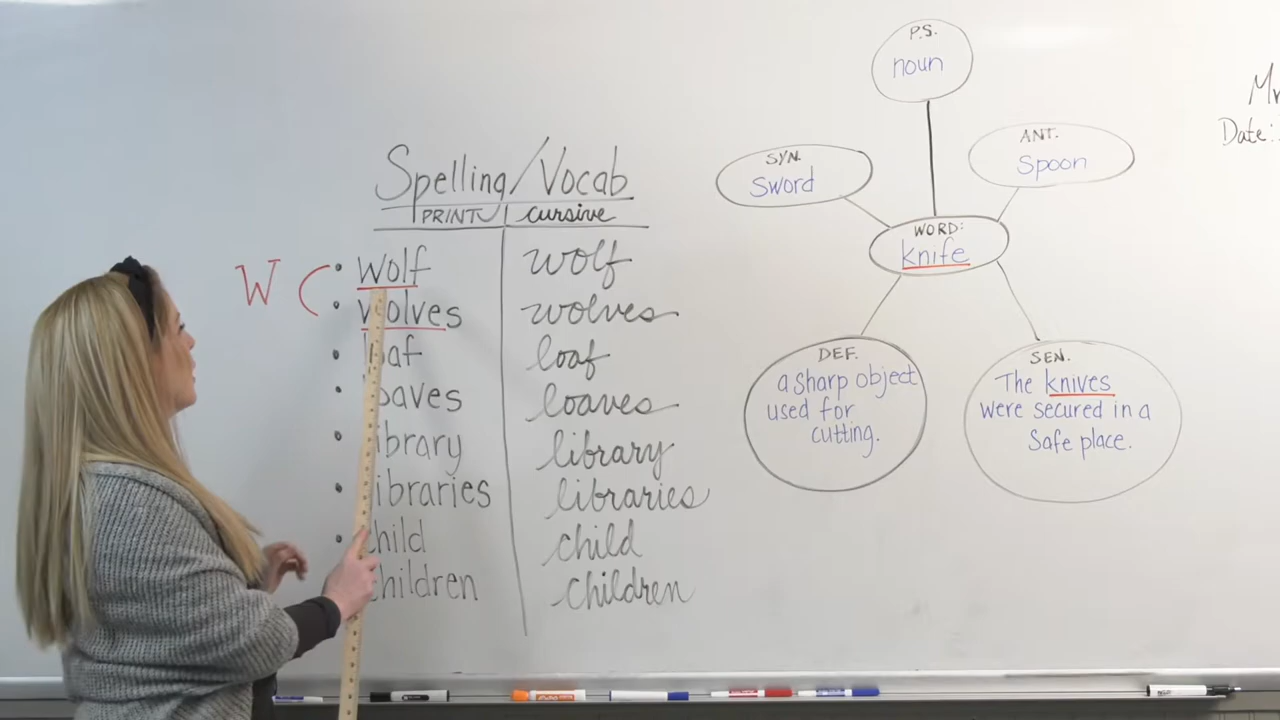 Spelling/Vocab
PRINT cursive
W
• Wolf wolf
• wolves wolves
• loaf loaf
• loaves loaves
• library library
• libraries libraries
• child child
• children children
P.S.
noun
SYN.
Sword
ANT.
Spoon
WORD:
knife
DEF.
a sharp object
used for
cutting.
SEN.
The knives
were secured in a
Safe place.
Date: